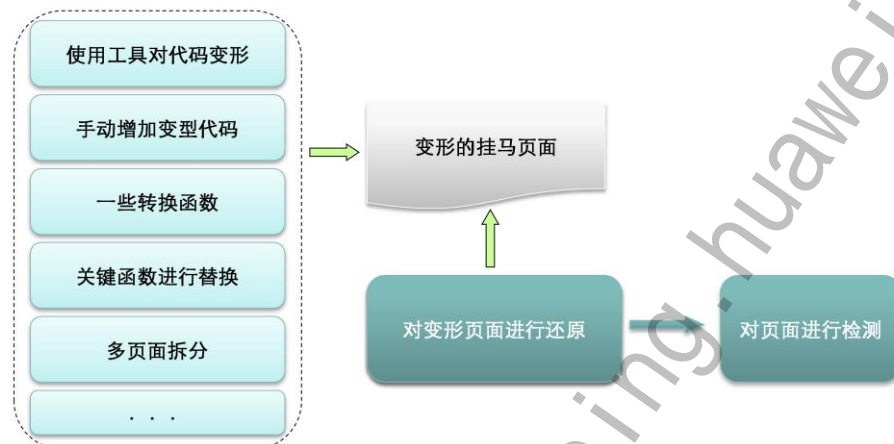 使用工具对代码变形
手动增加变型代码
一些转换函数
关键函数进行替换
多页面拆分
. . .
变形的挂马页面
对变形页面进行还原
对页面进行检测
ing.huawei